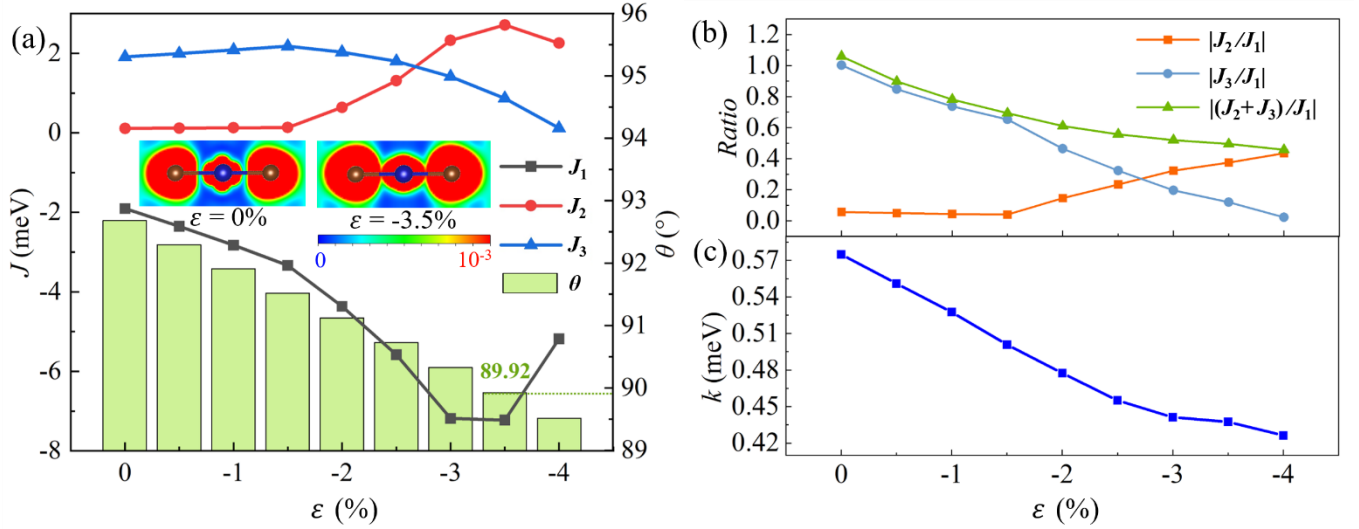 (a)
J (meV)
2
0
-2
-4
-6
-8
96
95
94
93
92
91
90
89
θ (°)
ε = 0%
ε = -3.5%
0
10⁻³
J₁
J₂
J₃
θ
89.92
0
-1
-2
-3
-4
ε (%)
(b)
Ratio
1.2
1.0
0.8
0.6
0.4
0.2
0.0
|J₂/J₁|
|J₃/J₁|
|(J₂+J₃)/J₁|
(c)
k (meV)
0.57
0.54
0.51
0.48
0.45
0.42
0
-1
-2
-3
-4
ε (%)